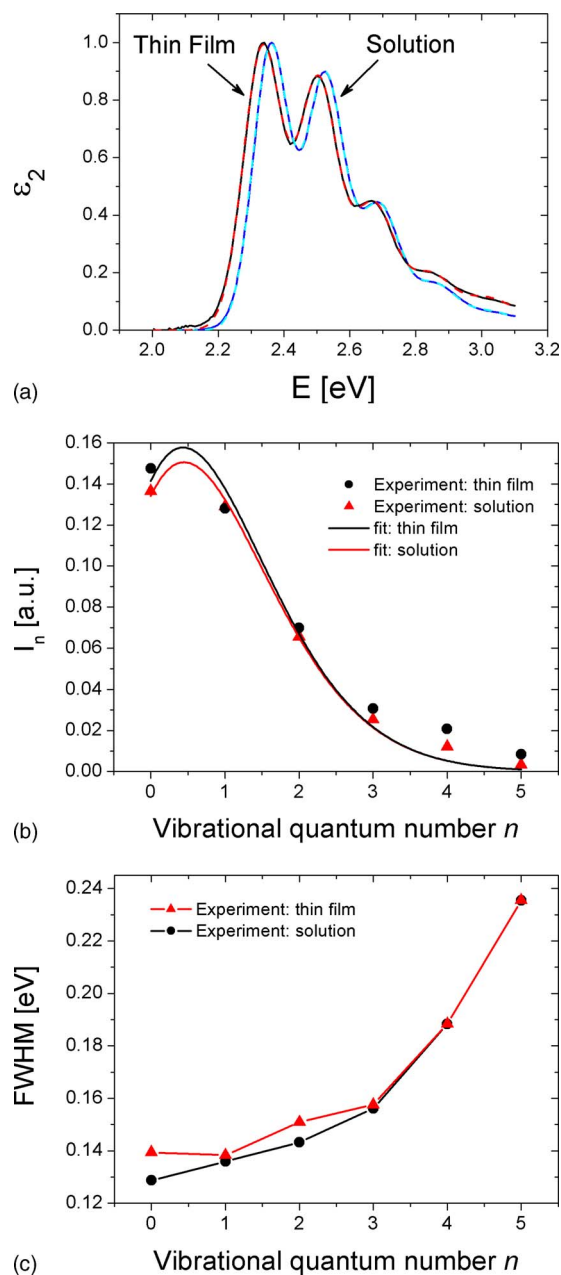 Thin Film
Solution
1.0
0.8
0.6
0.4
0.2
0.0
ε2
2.0 2.2 2.4 2.6 2.8 3.0 3.2
E [eV]
(a)
0.16
0.14
0.12
0.10
0.08
0.06
0.04
0.02
0.00
In [a.u.]
Experiment: thin film
Experiment: solution
fit: thin film
fit: solution
0 1 2 3 4 5
Vibrational quantum number n
(b)
0.24
0.22
0.20
0.18
0.16
0.14
0.12
FWHM [eV]
Experiment: thin film
Experiment: solution
0 1 2 3 4 5
Vibrational quantum number n
(c)